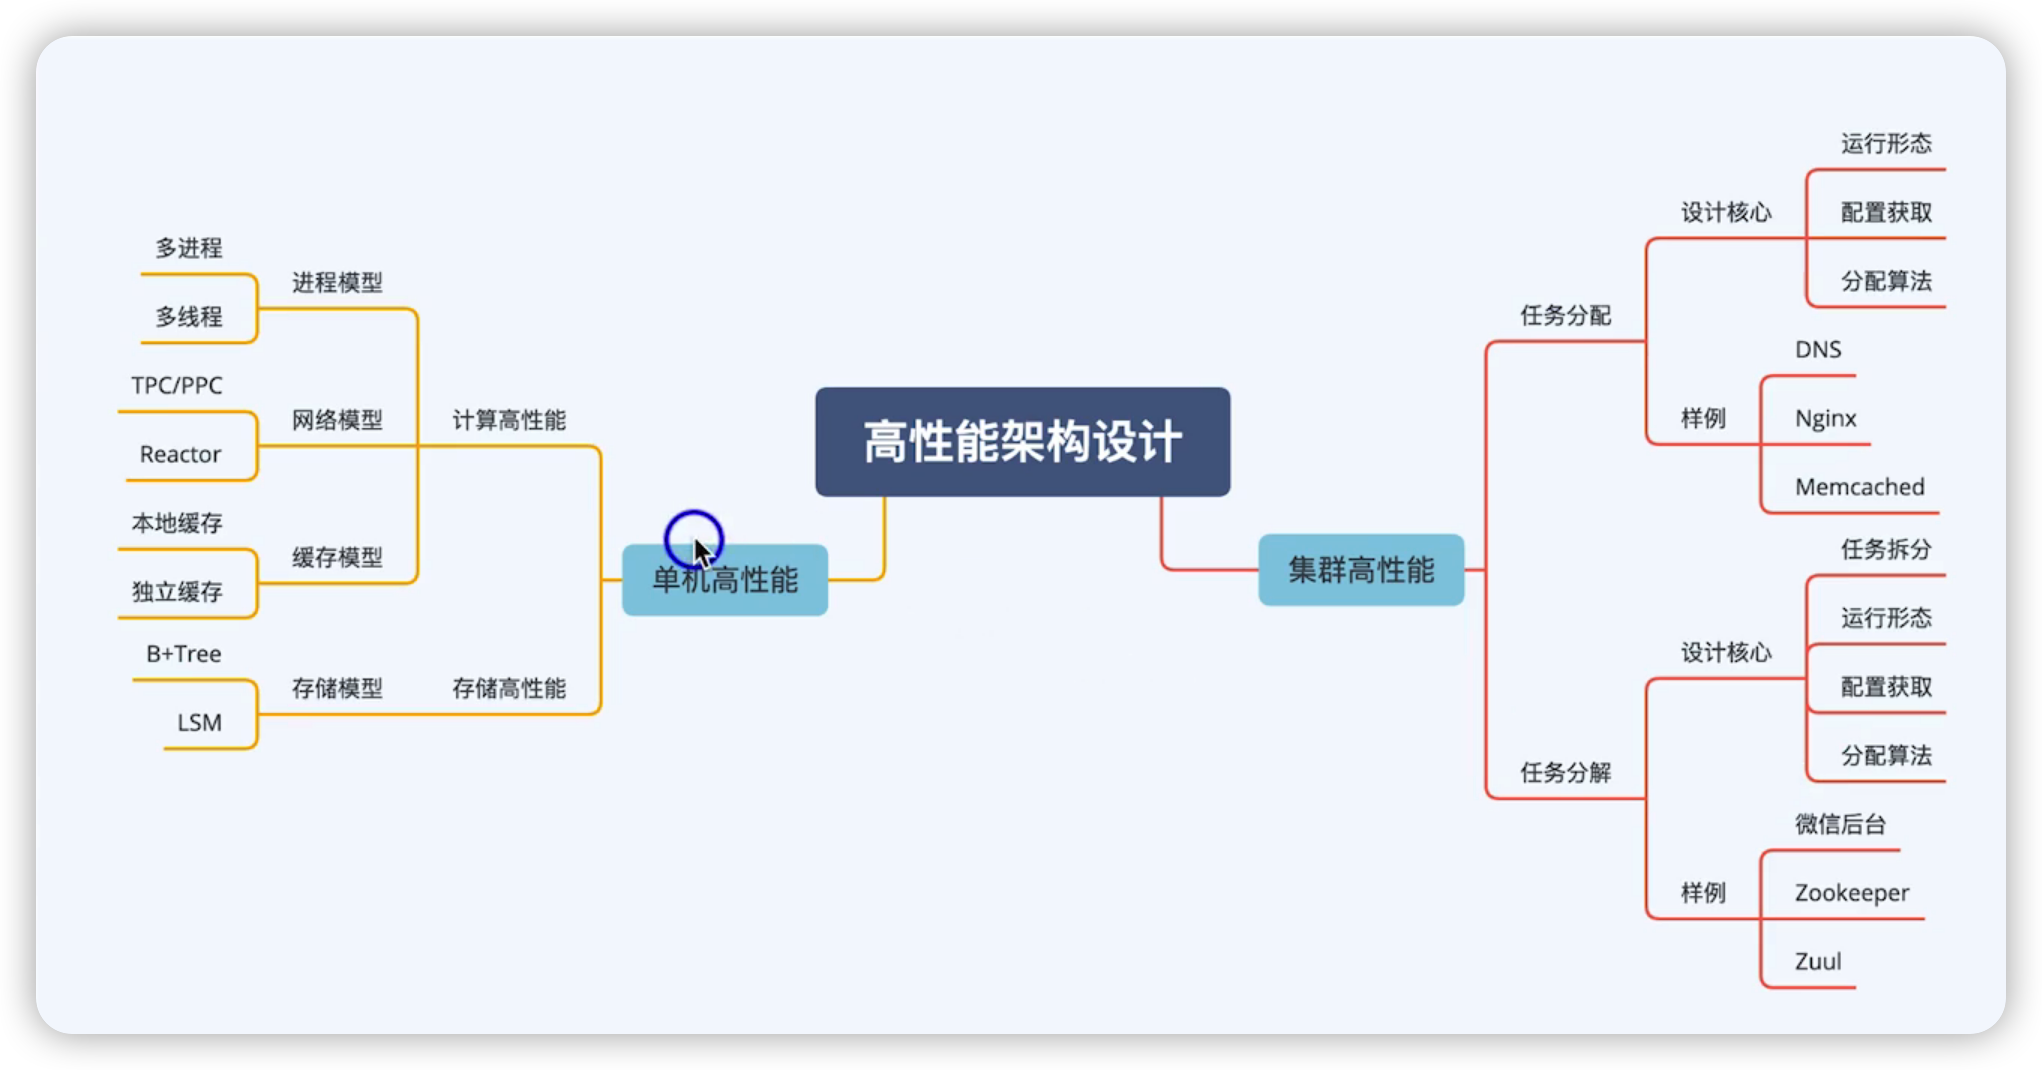 高性能架构设计
单机高性能
计算高性能
进程模型
多进程
多线程
网络模型
TPC/PPC
Reactor
缓存模型
本地缓存
独立缓存
存储高性能
存储模型
B+Tree
LSM
集群高性能
任务分配
设计核心
运行形态
配置获取
分配算法
样例
DNS
Nginx
Memcached
任务分解
设计核心
任务拆分
运行形态
配置获取
分配算法
样例
微信后台
Zookeeper
Zuul